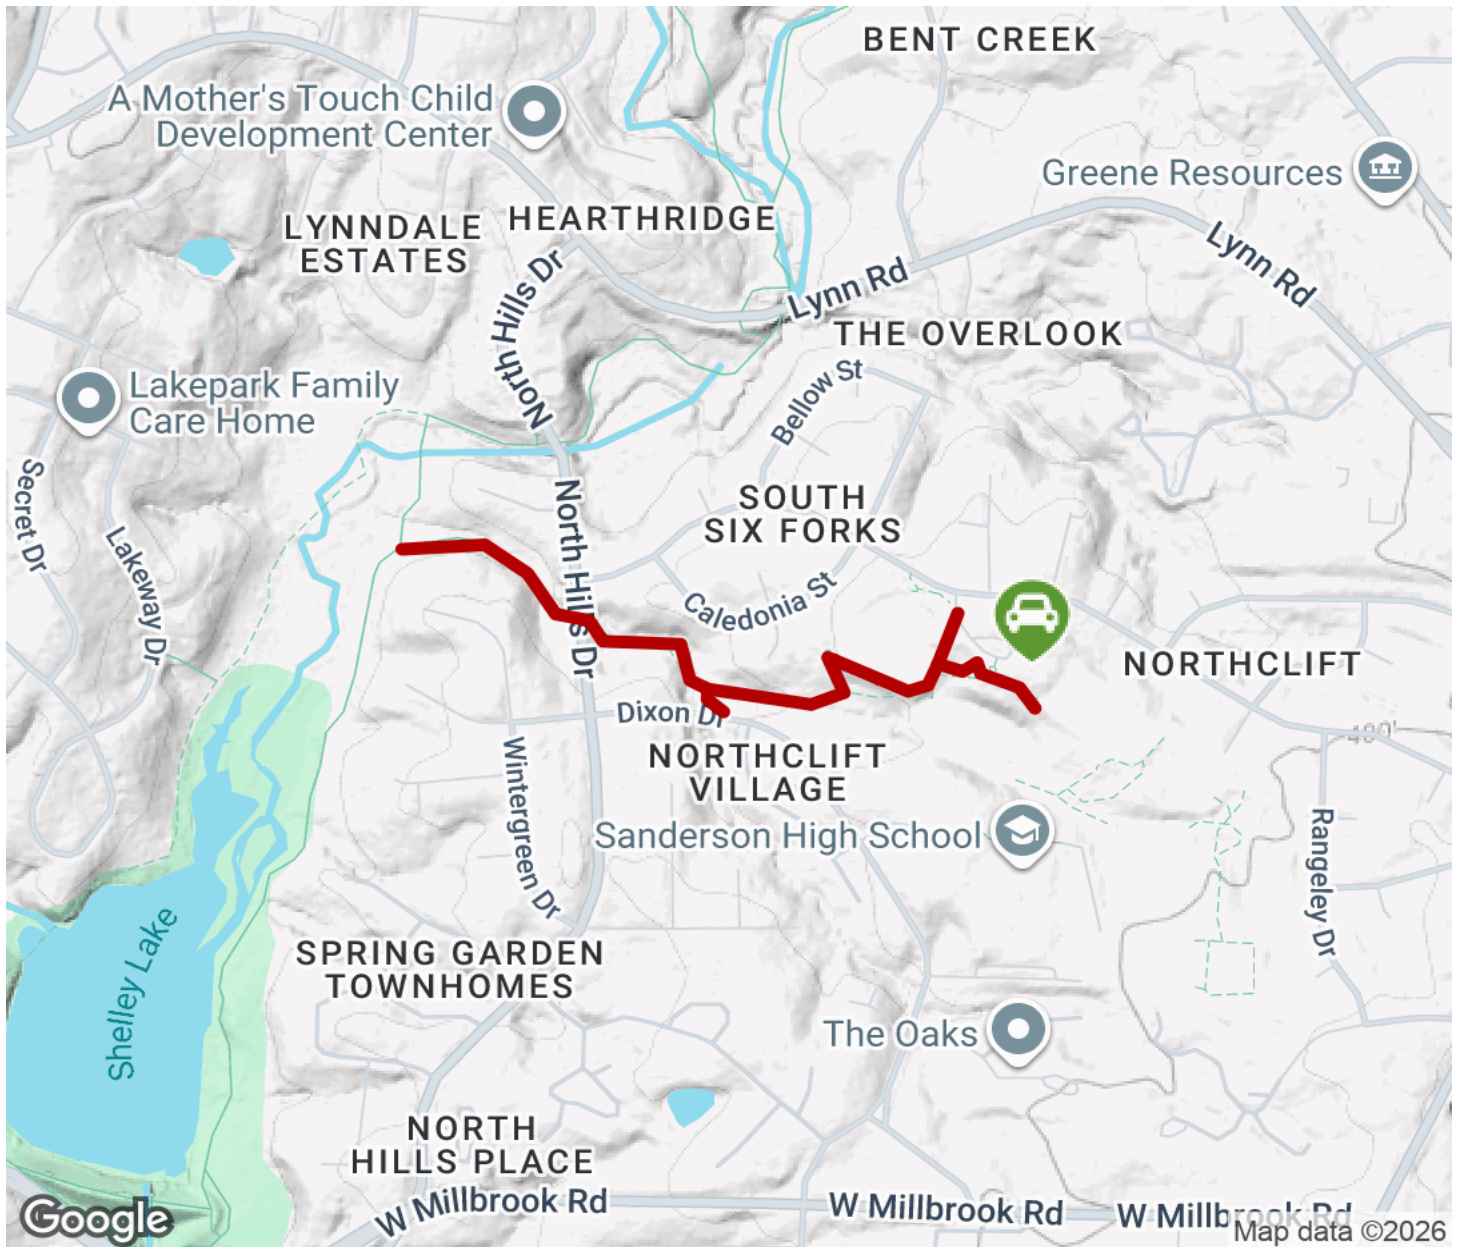 BENT CREEK
A Mother's Touch Child
Development Center
Greene Resources
LYNNDALE
ESTATES
HEARTHRIDGE
North Hills Dr
Lynn Rd
Lynn Rd
THE OVERLOOK
Lakepark Family
Care Home
Bellow St
Secret Dr
Lakeway Dr
North Hills Dr
SOUTH
SIX FORKS
Caledonia St
NORTHCLIFT
Dixon Dr
NORTHCLIFT
VILLAGE
400'
Wintergreen Dr
Sanderson High School
Rangeley Dr
Shelley Lake
SPRING GARDEN
TOWNHOMES
The Oaks
NORTH
HILLS PLACE
W Millbrook Rd
W Millbrook Rd
W Millbrook Rd
Google
Map data ©2026